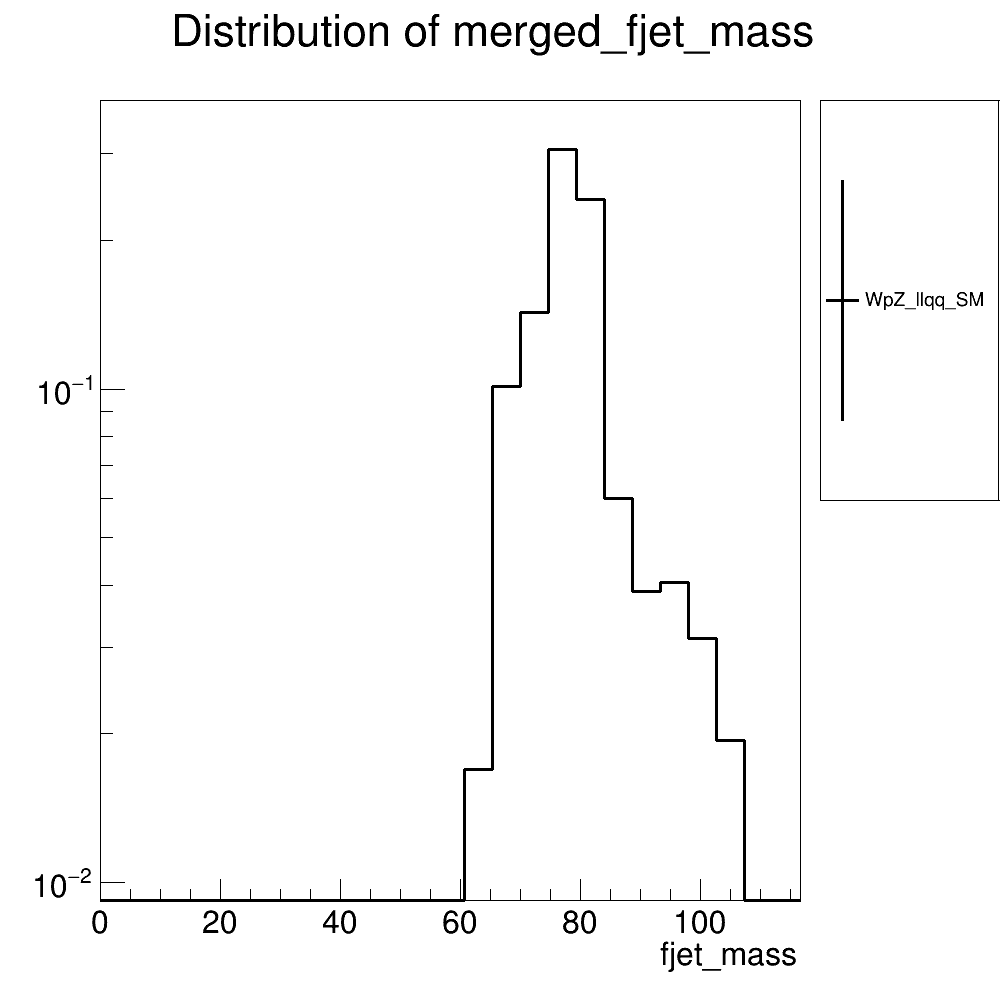 Distribution of merged_fjet_mass
WpZ_llqq_SM
10⁻¹
10⁻²
0 20 40 60 80 100
fjet_mass